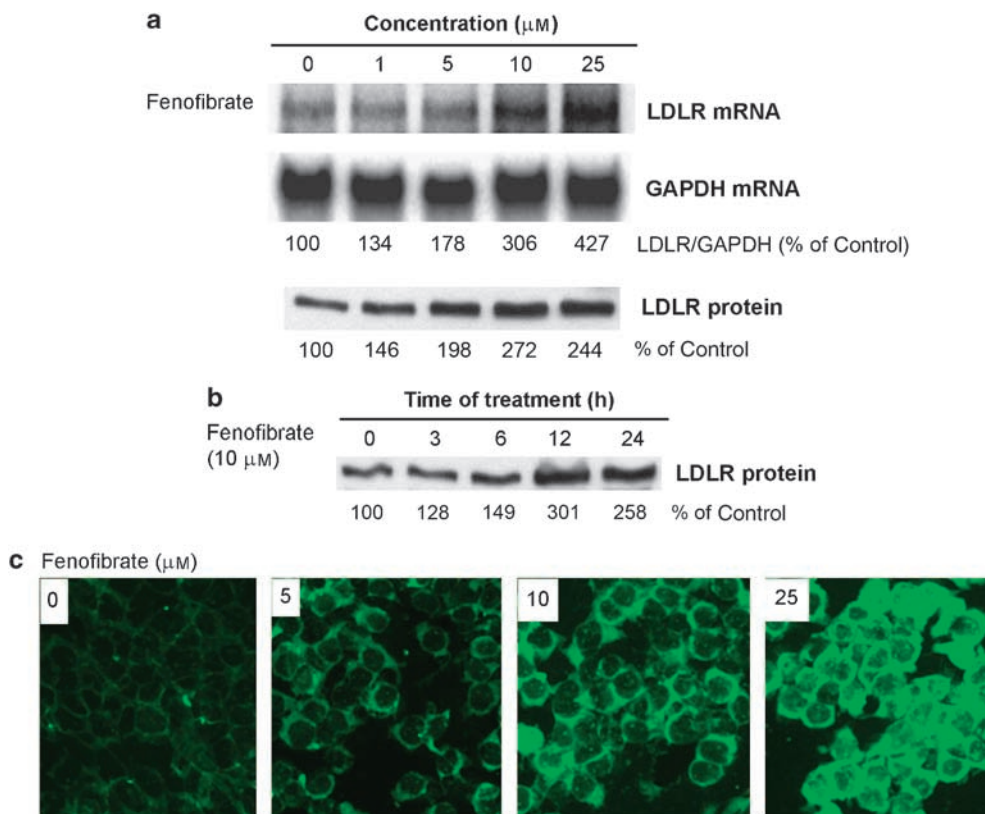 a
Concentration (μM)
0 1 5 10 25
Fenofibrate
LDLR mRNA
GAPDH mRNA
100 134 178 306 427 LDLR/GAPDH (% of Control)
LDLR protein
100 146 198 272 244 % of Control
b
Time of treatment (h)
Fenofibrate 0 3 6 12 24
(10 μM)
LDLR protein
100 128 149 301 258 % of Control
c Fenofibrate (μM)
0 5 10 25